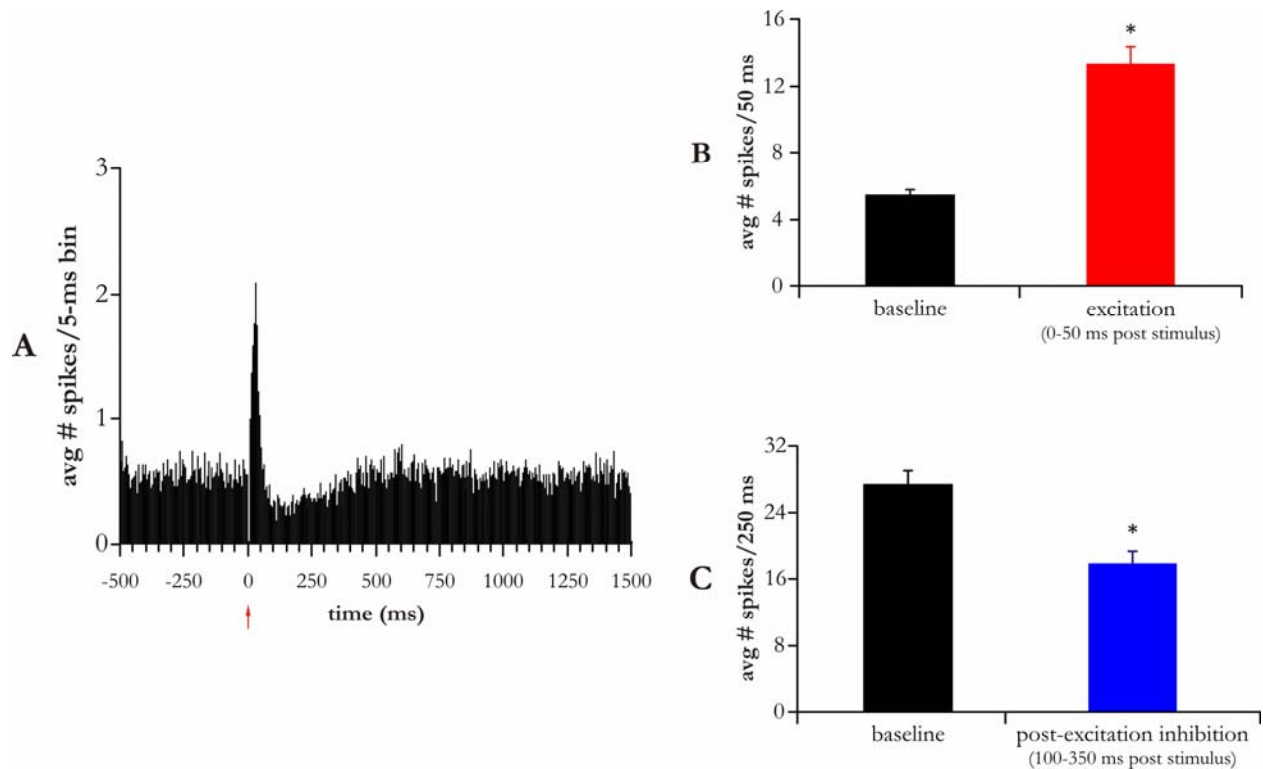 A
avg # spikes/5-ms bin
3
2
1
0
-500
-250
0
250
500
750
1000
1250
1500
time (ms)
B
avg # spikes/50 ms
16
12
8
4
0
*
baseline
excitation
(0-50 ms post stimulus)
C
avg # spikes/250 ms
32
24
16
8
0
*
baseline
post-excitation inhibition
(100-350 ms post stimulus)